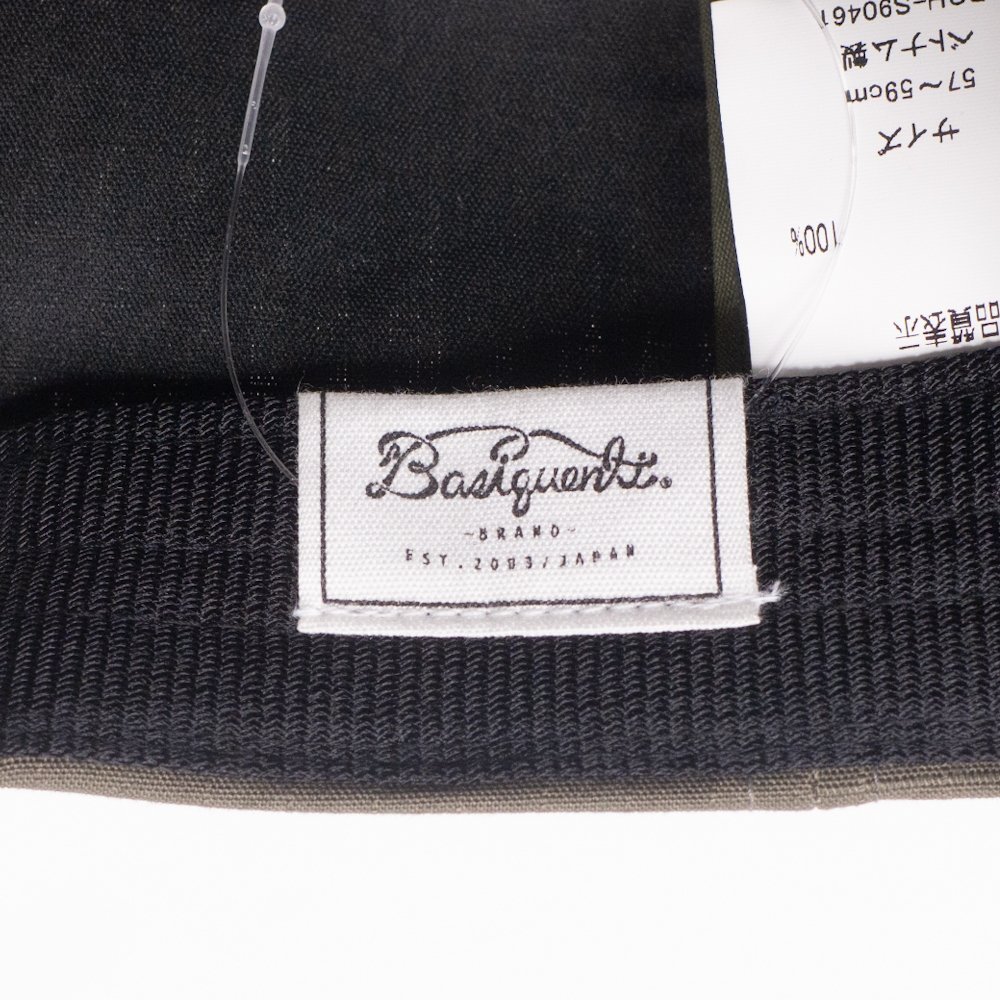 Basiquenti.
~BRAND~
EST.2003/JAPAN
品質表示
100%
サイズ
57～59cm
ベトナム製